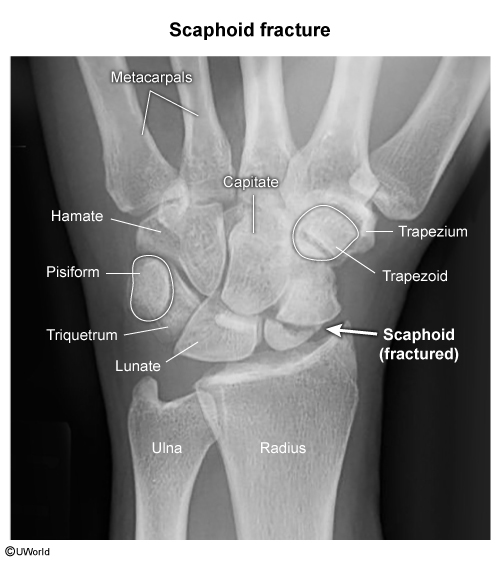 Scaphoid fracture
Metacarpals
Capitate
Hamate
Trapezium
Pisiform
Trapezoid
Triquetrum
Scaphoid
(fractured)
Lunate
Ulna
Radius
©UWorld